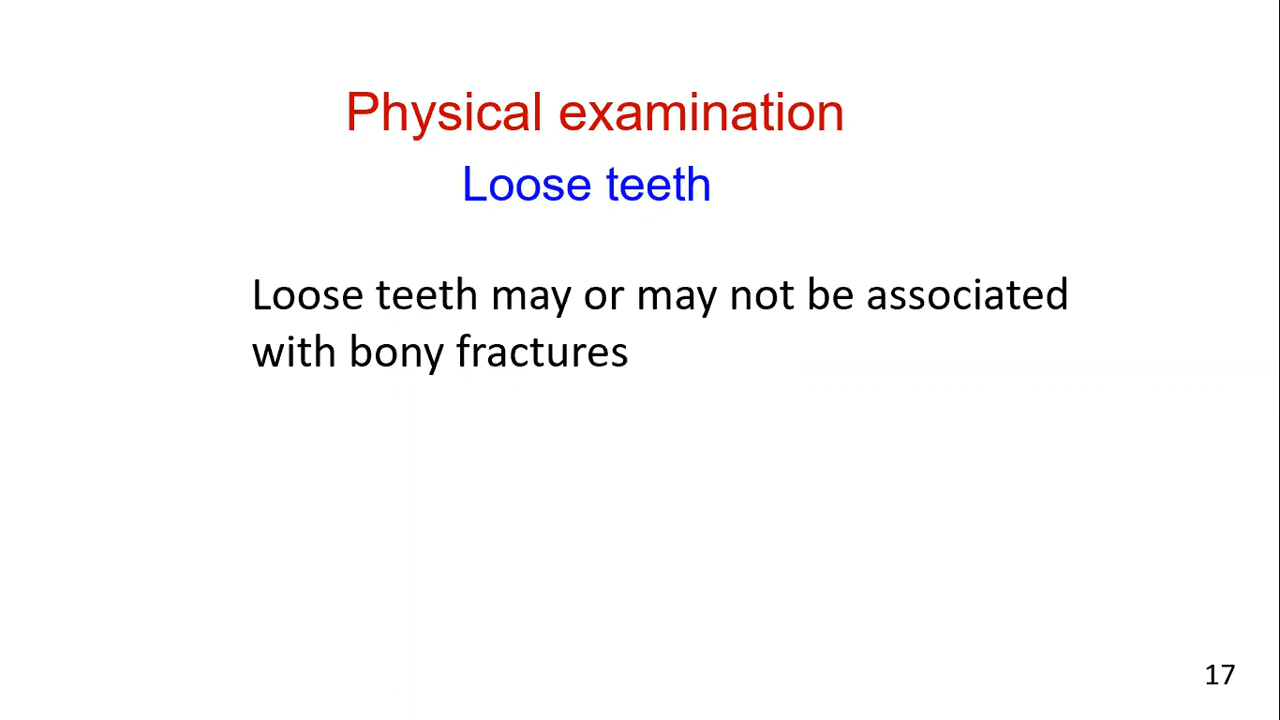 Physical examination
Loose teeth
Loose teeth may or may not be associated
with bony fractures
17